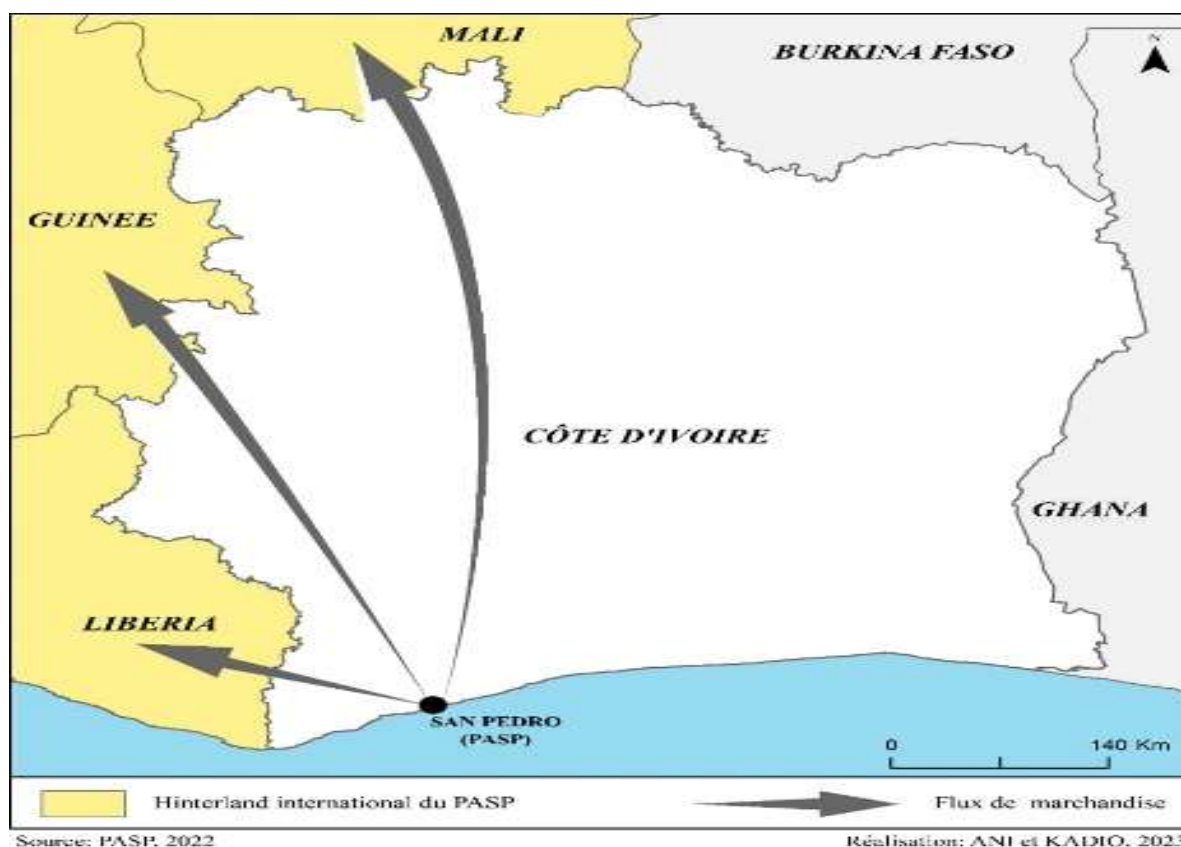 MALI
BURKINA FASO
N
GUINEE
CÔTE D'IVOIRE
GHANA
LIBERIA
SAN PEDRO
(PASP)
0 140 Km
Hinterland international du PASP
Flux de marchandise
Source: PASP, 2022
Réalisation: ANI et KADIO, 2023